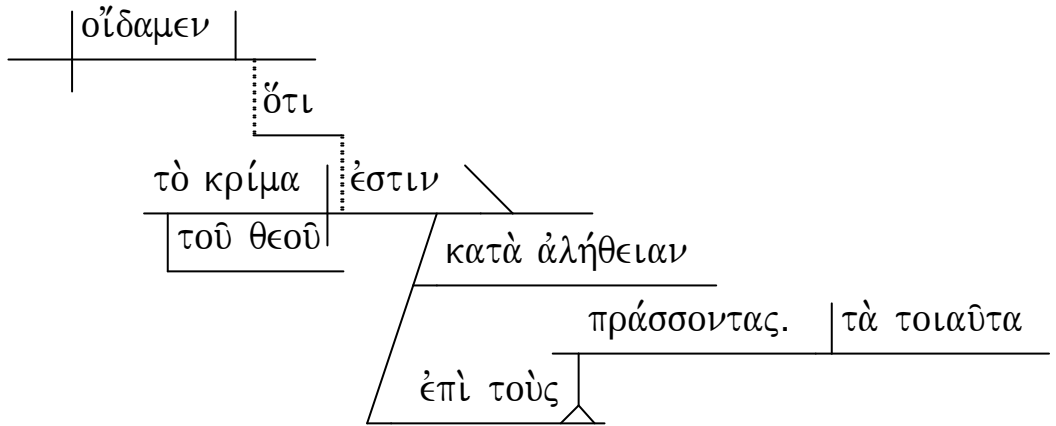 οἴδαμεν
ὅτι
τὸ κρίμα ἐστιν
τοῦ θεοῦ
κατὰ ἀλήθειαν
πράσσοντας. τὰ τοιαῦτα
ἐπὶ τοὺς